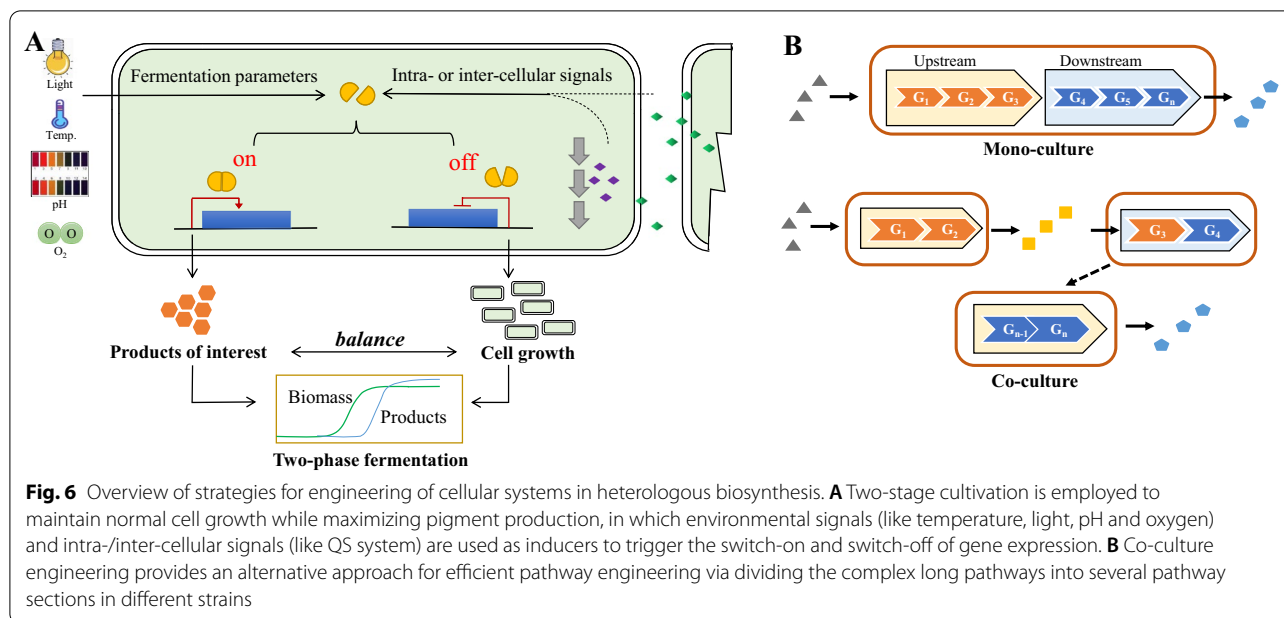 A
Light
Temp.
pH
O O
O₂
Fermentation parameters
Intra- or inter-cellular signals
on
off
Products of interest
balance
Cell growth
Biomass
Products
Two-phase fermentation
B
Upstream
Downstream
G₁ G₂ G₃ G₄ G₅ Gₙ
Mono-culture
G₁ G₂ G₃ G₄
Gₙ₋₁ Gₙ
Co-culture
Fig. 6 Overview of strategies for engineering of cellular systems in heterologous biosynthesis. A Two-stage cultivation is employed to
maintain normal cell growth while maximizing pigment production, in which environmental signals (like temperature, light, pH and oxygen)
and intra-/inter-cellular signals (like QS system) are used as inducers to trigger the switch-on and switch-off of gene expression. B Co-culture
engineering provides an alternative approach for efficient pathway engineering via dividing the complex long pathways into several pathway
sections in different strains